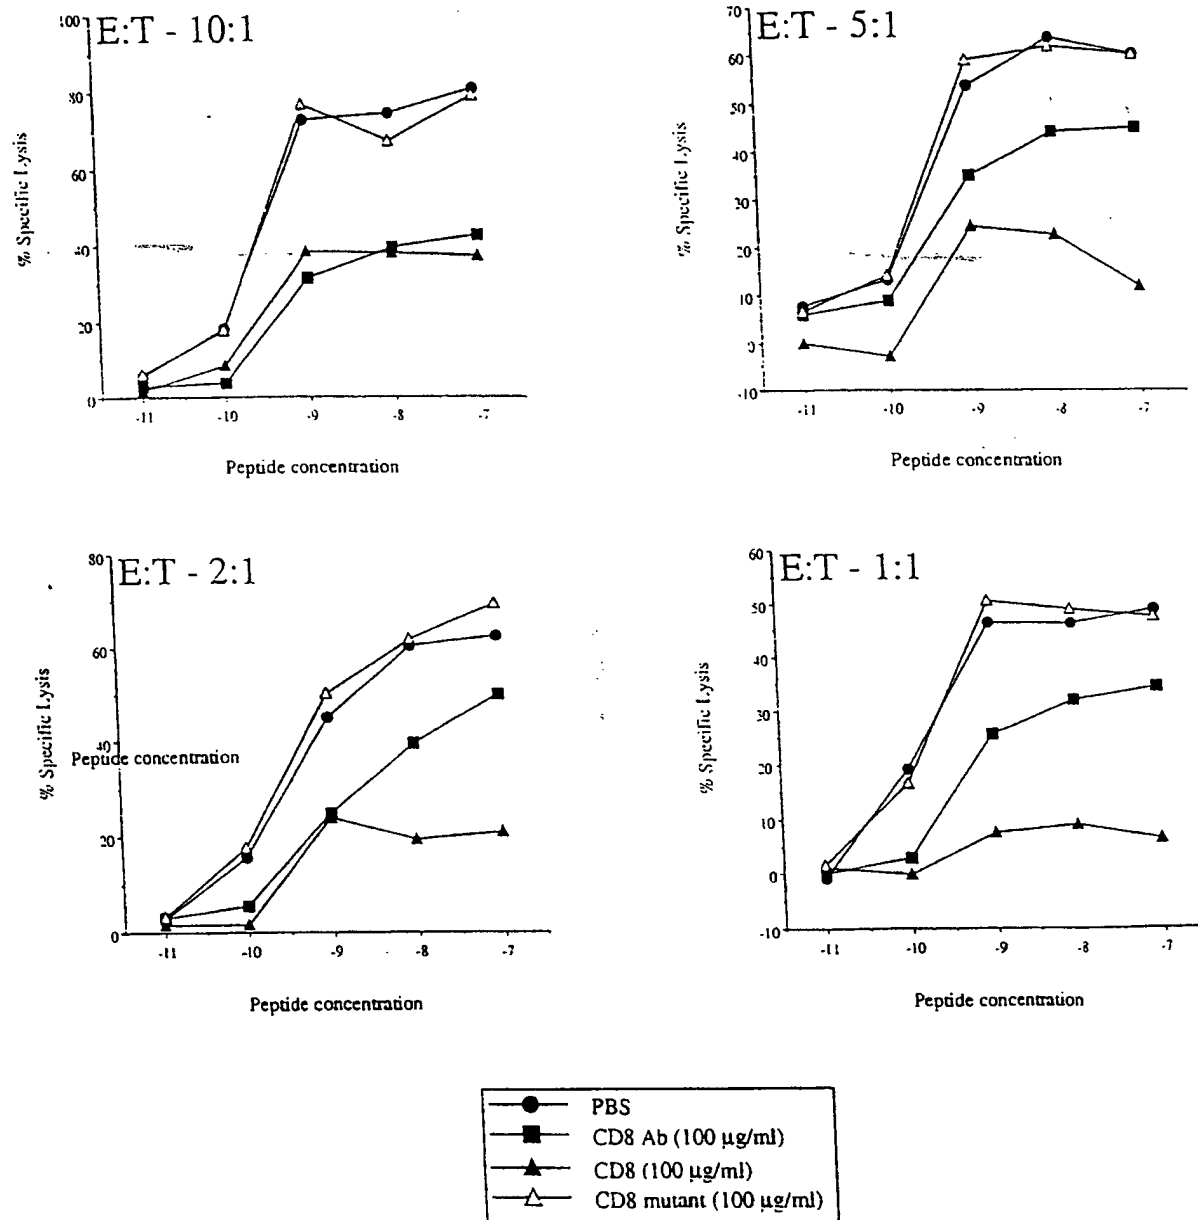 E:T - 10:1
100
80
60
40
20
0
% Specific Lysis
-11 -10 -9 -8 -7
Peptide concentration
E:T - 5:1
70
60
50
40
30
20
10
0
-10
% Specific Lysis
-11 -10 -9 -8 -7
Peptide concentration
E:T - 2:1
80
60
40
20
0
% Specific Lysis
Peptide concentration
-11 -10 -9 -8 -7
Peptide concentration
E:T - 1:1
60
50
40
30
20
10
0
-10
% Specific Lysis
-11 -10 -9 -8 -7
Peptide concentration
PBS
CD8 Ab (100 µg/ml)
CD8 (100 µg/ml)
CD8 mutant (100 µg/ml)